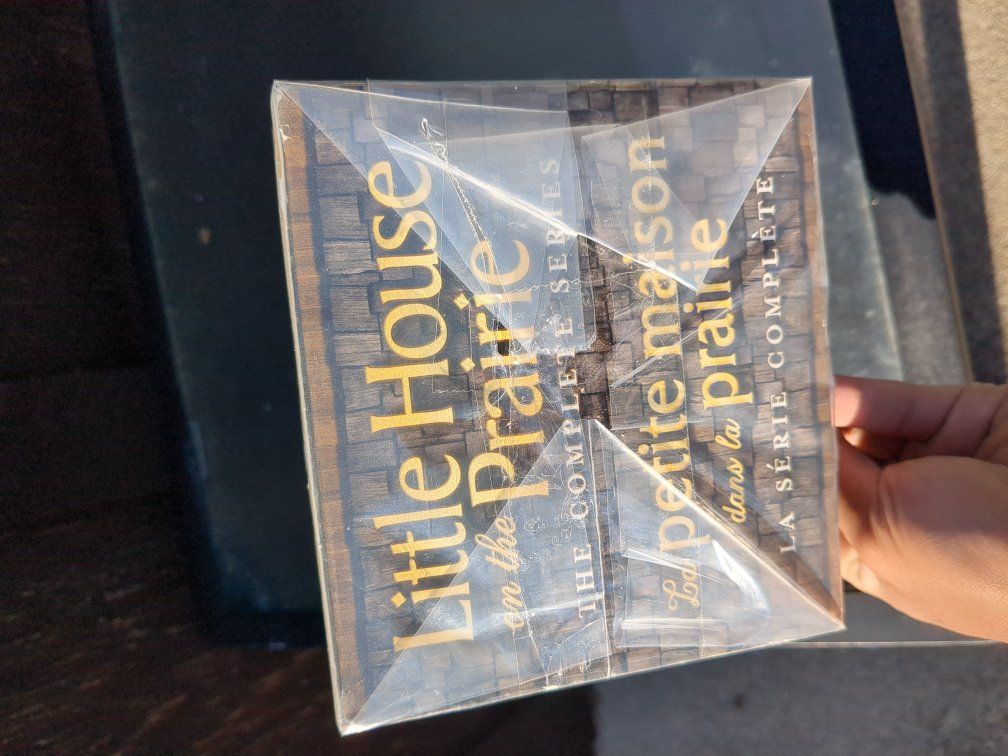 Little House
on the Prairie
THE COMPLETE SERIES
La petite maison
dans la prairie
LA SÉRIE COMPLÈTE